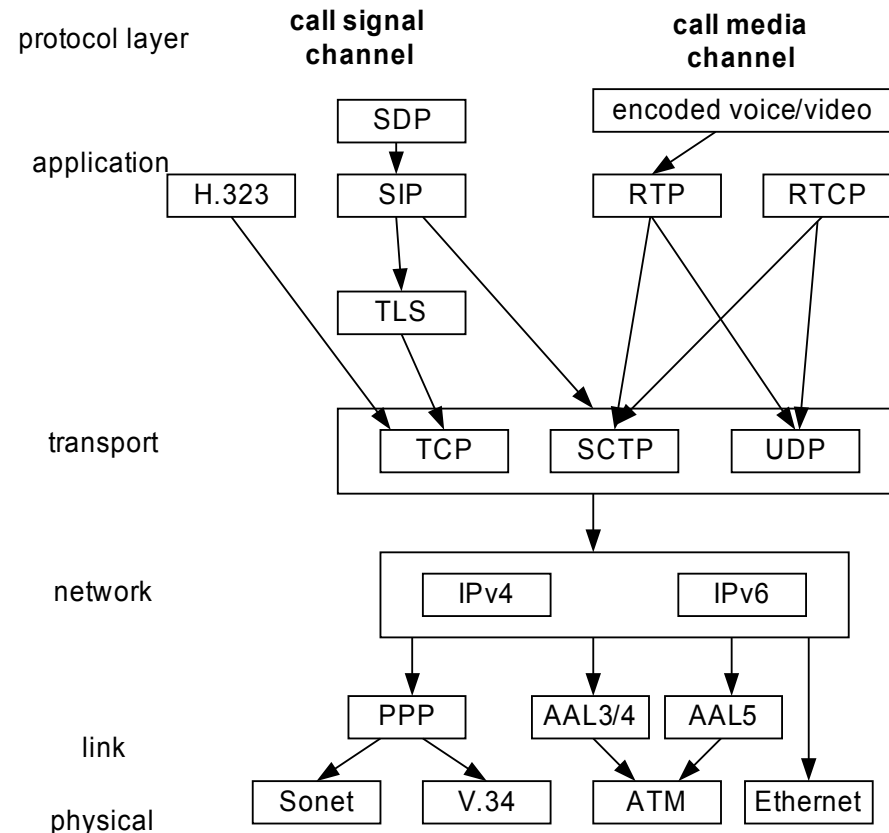 protocol layer
call signal
channel
call media
channel
SDP
encoded voice/video
application
H.323
SIP
RTP
RTCP
TLS
transport
TCP
SCTP
UDP
network
IPv4
IPv6
PPP
AAL3/4
AAL5
link
Sonet
V.34
ATM
Ethernet
physical